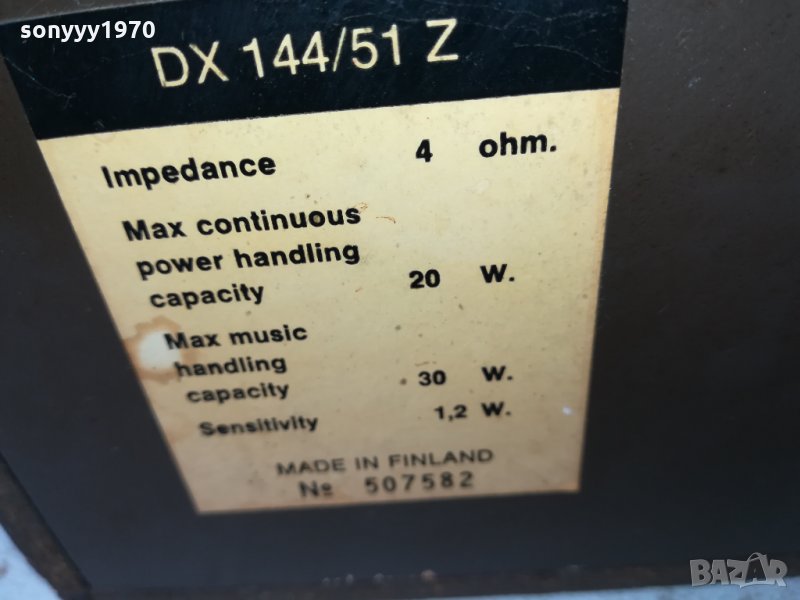 sonyyy1970
DX 144/51 Z
Impedance 4 ohm.
Max continuous
power handling
capacity 20 W.
Max music
handling
capacity 30 W.
Sensitivity 1,2 W.
MADE IN FINLAND
№ 507582
BAZAR